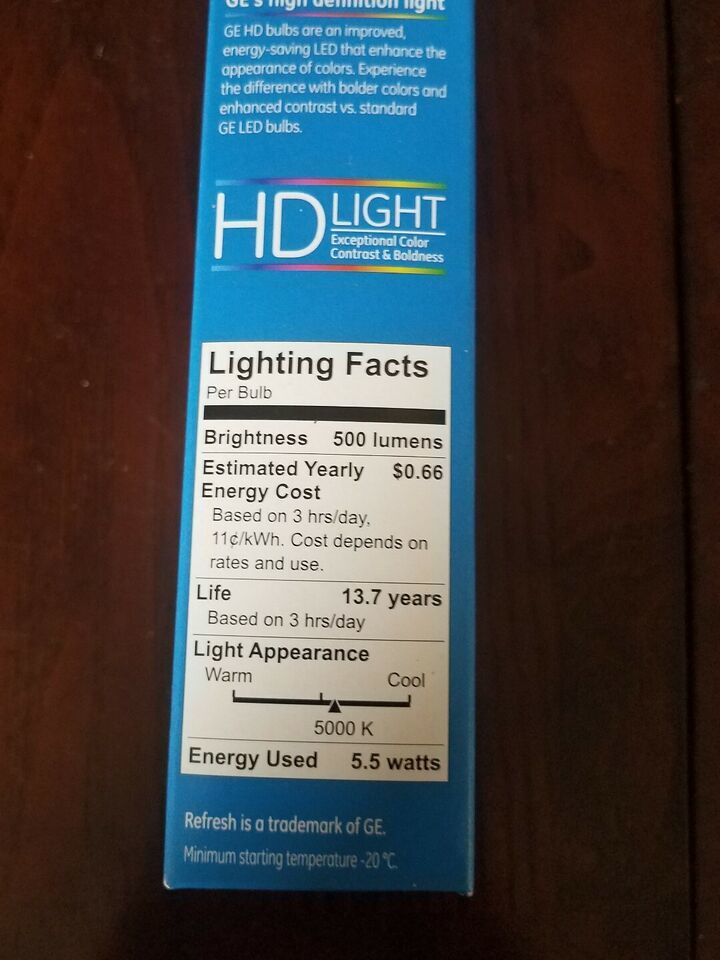 GE's high definition light
GE HD bulbs are an improved,
energy-saving LED that enhance the
appearance of colors. Experience
the difference with bolder colors and
enhanced contrast vs. standard
GE LED bulbs.
HD LIGHT
Exceptional Color
Contrast & Boldness
Lighting Facts
Per Bulb
Brightness 500 lumens
Estimated Yearly $0.66
Energy Cost
Based on 3 hrs/day,
11¢/kWh. Cost depends on
rates and use.
Life 13.7 years
Based on 3 hrs/day
Light Appearance
Warm Cool
5000 K
Energy Used 5.5 watts
Refresh is a trademark of GE.
Minimum starting temperature -20 °C.